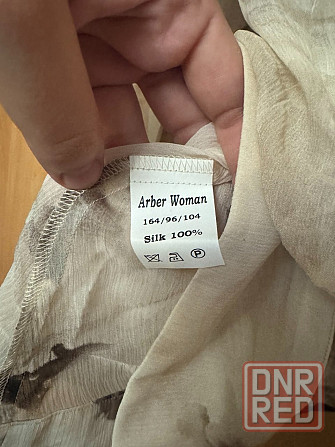 Arber Woman
164/96/104
Silk 100%
P
DNR
RED